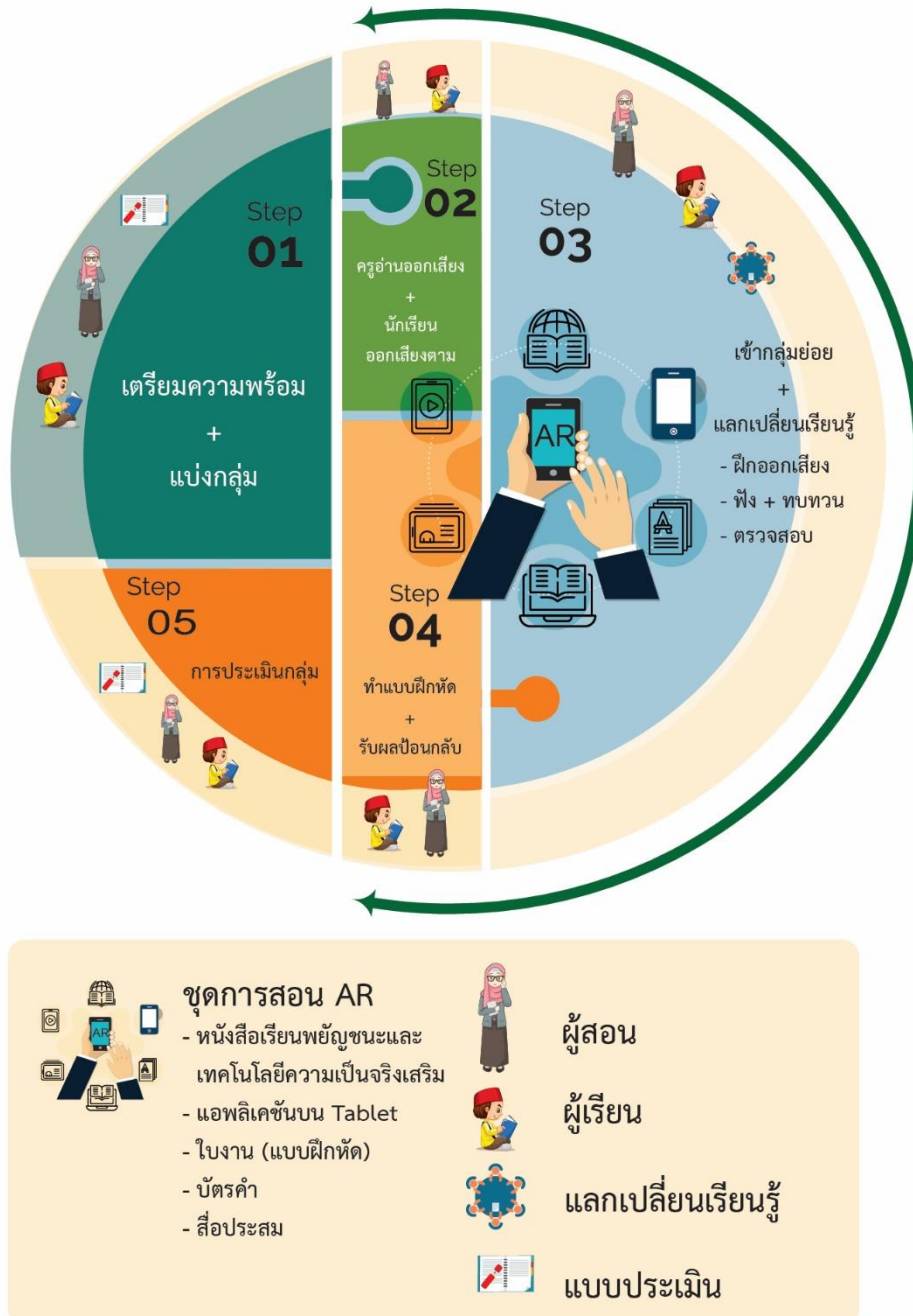 Step
01
เตรียมความพร้อม
+
แบ่งกลุ่ม
Step
02
ครูอ่านออกเสียง
+
นักเรียน
ออกเสียงตาม
Step
03
เข้ากลุ่มย่อย
+
แลกเปลี่ยนเรียนรู้
- ฝึกออกเสียง
- ฟัง + ทบทวน
- ตรวจสอบ
AR
Step
04
ทำแบบฝึกหัด
+
รับผลป้อนกลับ
Step
05
การประเมินกลุ่ม
AR
ชุดการสอน AR
- หนังสือเรียนพยัญชนะและ
เทคโนโลยีความเป็นจริงเสริม
- แอพลิเคชันบน Tablet
- ใบงาน (แบบฝึกหัด)
- บัตรคำ
- สื่อประสม
ผู้สอน
ผู้เรียน
แลกเปลี่ยนเรียนรู้
แบบประเมิน